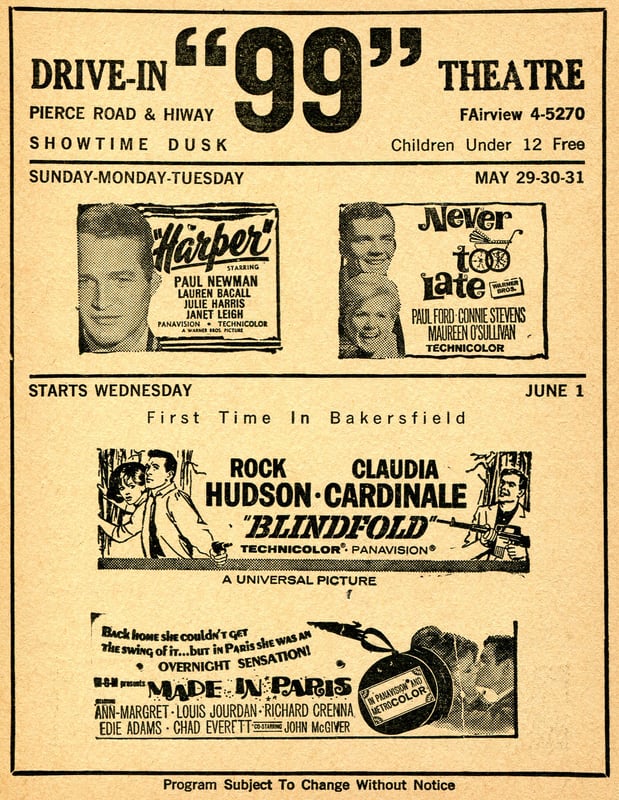 DRIVE-IN “99” THEATRE
PIERCE ROAD & HIWAY
FAirview 4-5270
SHOWTIME DUSK
Children Under 12 Free
SUNDAY-MONDAY-TUESDAY
MAY 29-30-31
"Harper"
STARRING
PAUL NEWMAN
LAUREN BACALL
JULIE HARRIS
JANET LEIGH
PANAVISION • TECHNICOLOR
A WARNER BROS. PICTURE
Never
too
Late
WARNER
BROS.
PAUL FORD · CONNIE STEVENS
MAUREEN O'SULLIVAN
TECHNICOLOR
STARTS WEDNESDAY
JUNE 1
First Time In Bakersfield
ROCK CLAUDIA
HUDSON · CARDINALE
"BLINDFOLD"
TECHNICOLOR® · PANAVISION®
A UNIVERSAL PICTURE
Back home she couldn't get
the swing of it...but in Paris she was an
OVERNIGHT SENSATION!
M-G-M presents MADE IN PARIS
STARRING
ANN-MARGRET · LOUIS JOURDAN · RICHARD CRENNA
EDIE ADAMS · CHAD EVERETT CO-STARRING JOHN McGIVER
IN PANAVISION® AND
METROCOLOR
Program Subject To Change Without Notice